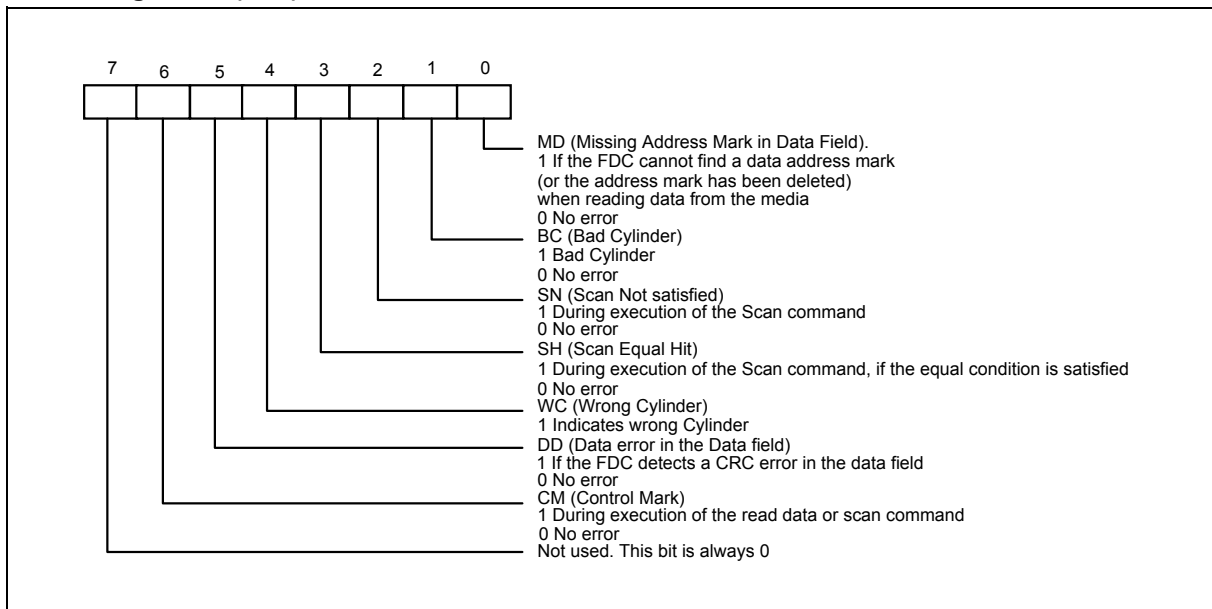 7 6 5 4 3 2 1 0
MD (Missing Address Mark in Data Field).
1 If the FDC cannot find a data address mark
(or the address mark has been deleted)
when reading data from the media
0 No error
BC (Bad Cylinder)
1 Bad Cylinder
0 No error
SN (Scan Not satisfied)
1 During execution of the Scan command
0 No error
SH (Scan Equal Hit)
1 During execution of the Scan command, if the equal condition is satisfied
0 No error
WC (Wrong Cylinder)
1 Indicates wrong Cylinder
DD (Data error in the Data field)
1 If the FDC detects a CRC error in the data field
0 No error
CM (Control Mark)
1 During execution of the read data or scan command
0 No error
Not used. This bit is always 0